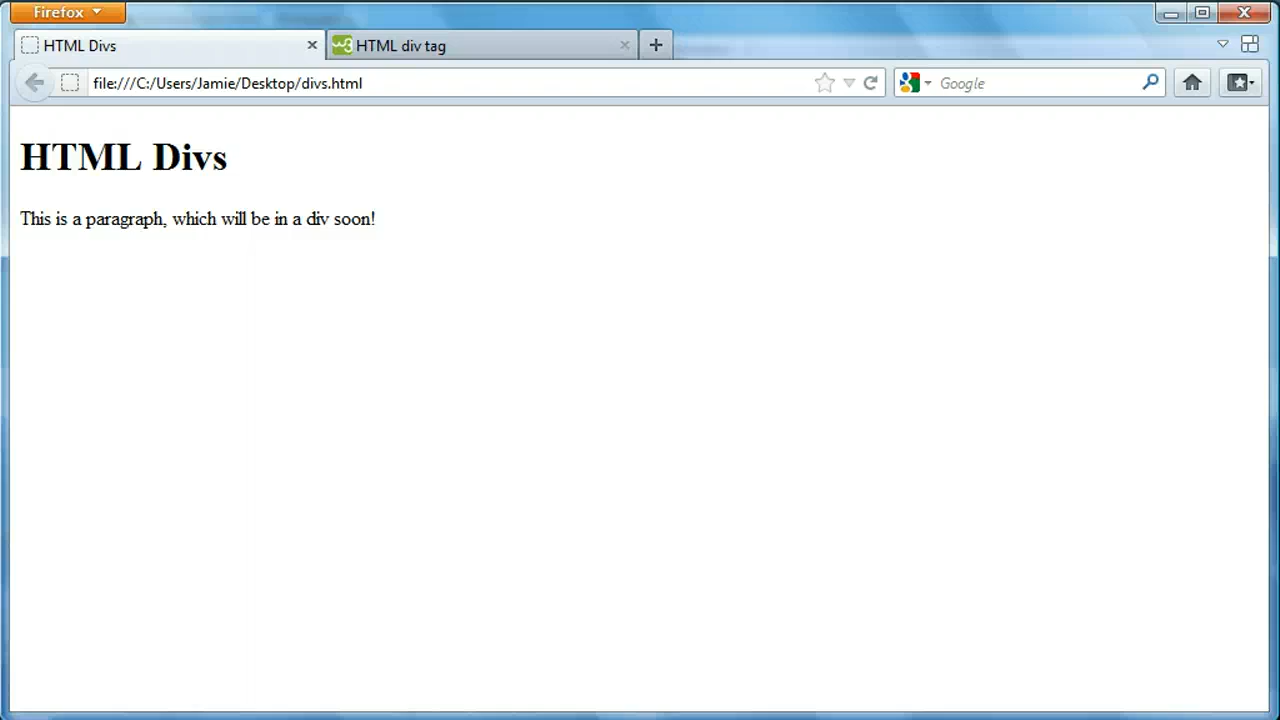 Firefox
HTML Divs
HTML div tag
file:///C:/Users/Jamie/Desktop/divs.html
Google
HTML Divs
This is a paragraph, which will be in a div soon!